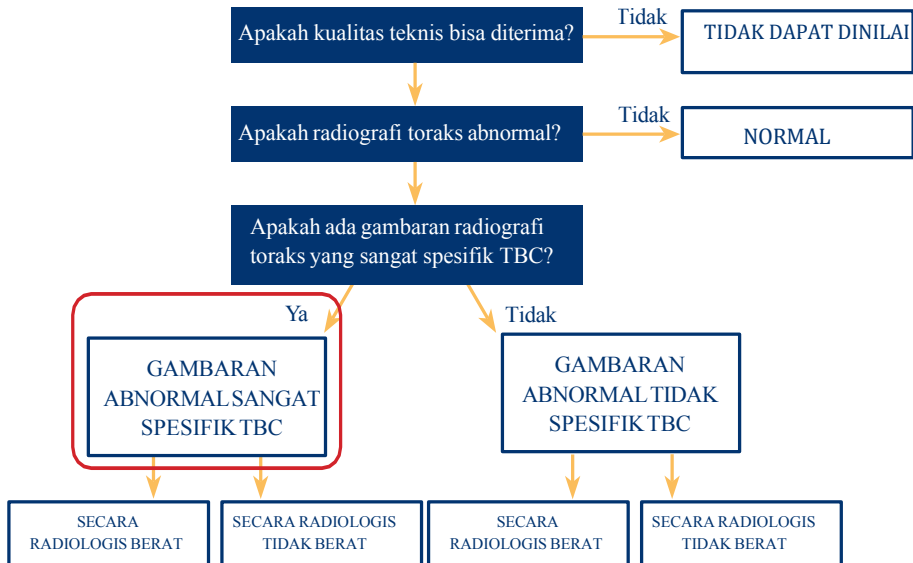 Apakah kualitas teknis bisa diterima?
Tidak
TIDAK DAPAT DINILAI
Apakah radiografi toraks abnormal?
Tidak
NORMAL
Apakah ada gambaran radiografi
toraks yang sangat spesifik TBC?
Ya
Tidak
GAMBARAN
ABNORMAL SANGAT
SPESIFIK TBC
GAMBARAN
ABNORMAL TIDAK
SPESIFIK TBC
SECARA
RADIOLOGIS BERAT
SECARA RADIOLOGIS
TIDAK BERAT
SECARA
RADIOLOGIS BERAT
SECARA RADIOLOGIS
TIDAK BERAT